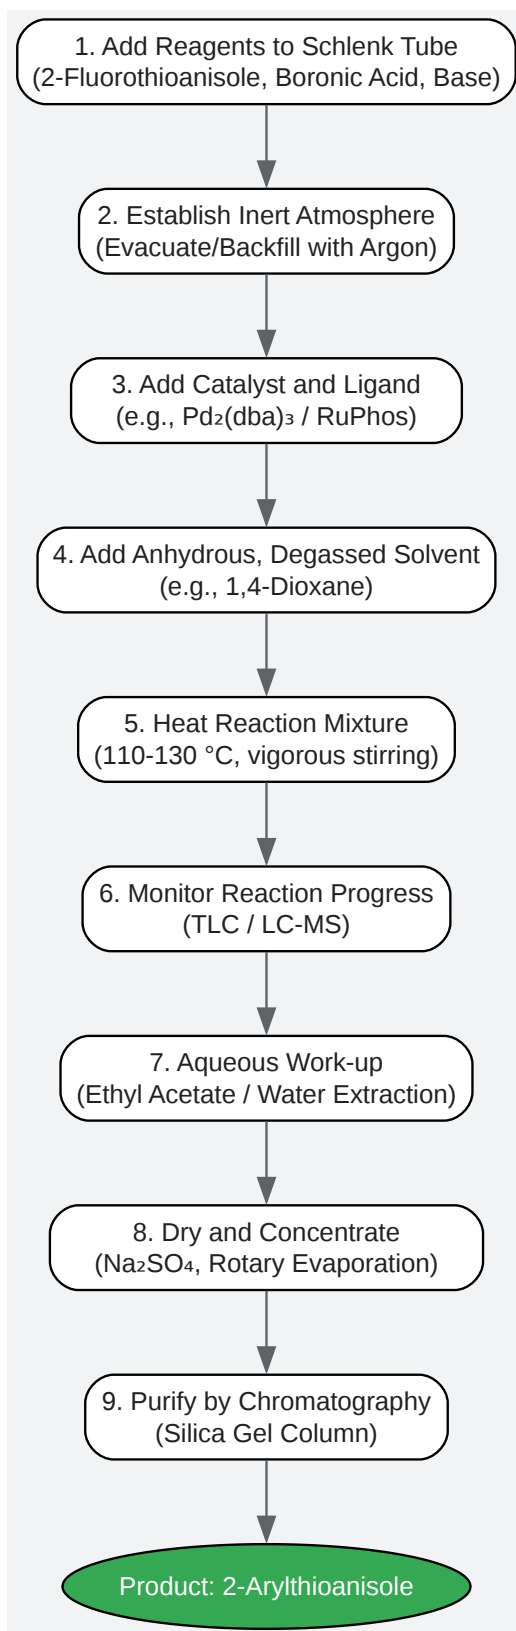 1. Add Reagents to Schlenk Tube
(2-Fluorothioanisole, Boronic Acid, Base)
2. Establish Inert Atmosphere
(Evacuate/Backfill with Argon)
3. Add Catalyst and Ligand
(e.g., Pd₂(dba)₃ / RuPhos)
4. Add Anhydrous, Degassed Solvent
(e.g., 1,4-Dioxane)
5. Heat Reaction Mixture
(110-130 °C, vigorous stirring)
6. Monitor Reaction Progress
(TLC / LC-MS)
7. Aqueous Work-up
(Ethyl Acetate / Water Extraction)
8. Dry and Concentrate
(Na₂SO₄, Rotary Evaporation)
9. Purify by Chromatography
(Silica Gel Column)
Product: 2-Arylthioanisole